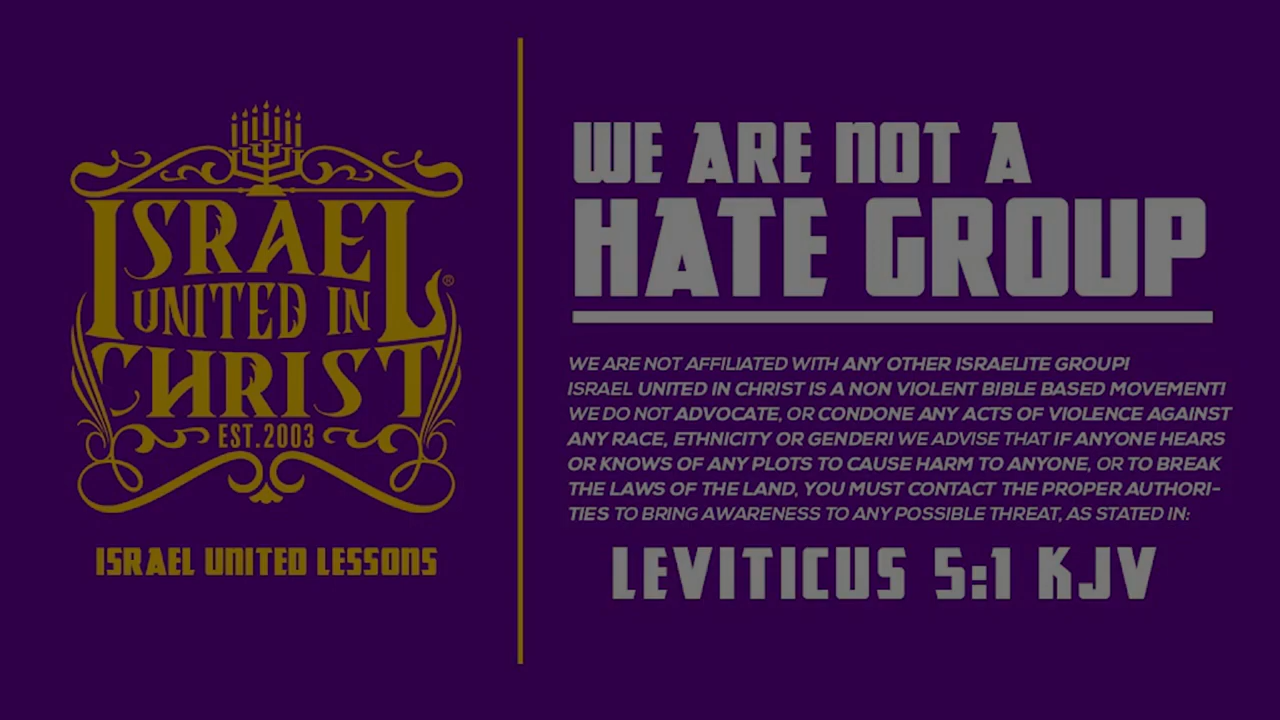 ISRAEL
UNITED IN
CHRIST
EST.2003
ISRAEL UNITED LESSONS
WE ARE NOT A
HATE GROUP
WE ARE NOT AFFILIATED WITH ANY OTHER ISRAELITE GROUP!
ISRAEL UNITED IN CHRIST IS A NON VIOLENT BIBLE BASED MOVEMENT!
WE DO NOT ADVOCATE, OR CONDONE ANY ACTS OF VIOLENCE AGAINST
ANY RACE, ETHNICITY OR GENDER! WE ADVISE THAT IF ANYONE HEARS
OR KNOWS OF ANY PLOTS TO CAUSE HARM TO ANYONE, OR TO BREAK
THE LAWS OF THE LAND, YOU MUST CONTACT THE PROPER AUTHORI-
TIES TO BRING AWARENESS TO ANY POSSIBLE THREAT, AS STATED IN:
LEVITICUS 5:1 KJV